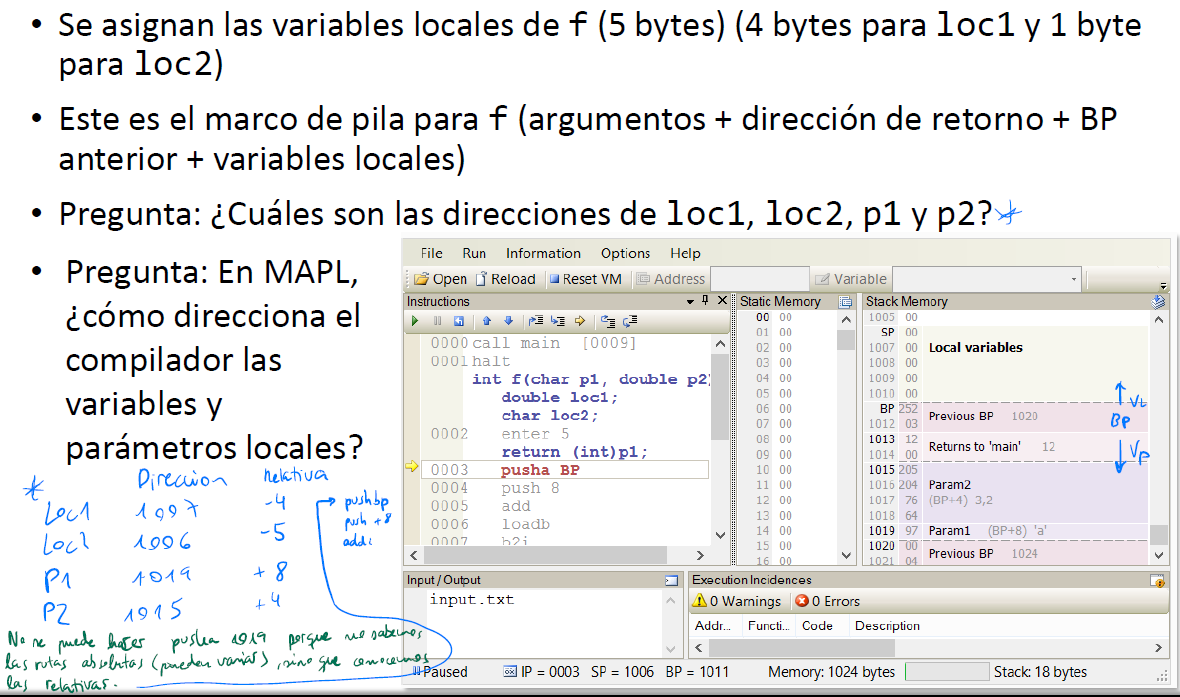 • Se asignan las variables locales de f (5 bytes) (4 bytes para loc1 y 1 byte
para loc2)
• Este es el marco de pila para f (argumentos + dirección de retorno + BP
anterior + variables locales)
• Pregunta: ¿Cuáles son las direcciones de loc1, loc2, p1 y p2?
• Pregunta: En MAPL,
¿cómo direcciona el
compilador las
variables y
parámetros locales?
Direccion Relativa
Loc1 1997 -4
Loc2 1006 -5
P1 1019 +8
P2 1015 +4
pushbp
push +8
addi
No se puede hacer pusha 1019 porque no sabemos
las rutas absolutas (pueden variar), sino que conocemos
las relativas.
File Run Information Options Help
Open Reload Reset VM Address Variable
Instructions
0000 call main [0009]
0001 halt
int f(char p1, double p2)
double loc1;
char loc2;
0002 enter 5
return (int)p1;
0003 pusha BP
0004 push 8
0005 add
0006 loadb
0007 b2i
Static Memory
00 00
01 00
02 00
03 00
04 00
05 00
06 00
07 00
08 00
09 00
10 00
11 00
12 00
13 00
14 00
15 00
16 00
Stack Memory
1005 00
SP 00
1007 00 Local variables
1008 00
1009 00
1010 00
BP 252 Previous BP 1020
1012 03
1013 12 Returns to 'main' 12
1014 00
1015 205
1016 204 Param2
1017 76 (BP+4) 3,2
1018 64
1019 97 Param1 (BP+8) 'a'
1020 00 Previous BP 1024
1021 04
VL
BP
VP
Input/Output
input.txt
Execution Incidences
0 Warnings 0 Errors
Addr... Functi... Code Description
Paused IP = 0003 SP = 1006 BP = 1011 Memory: 1024 bytes Stack: 18 bytes